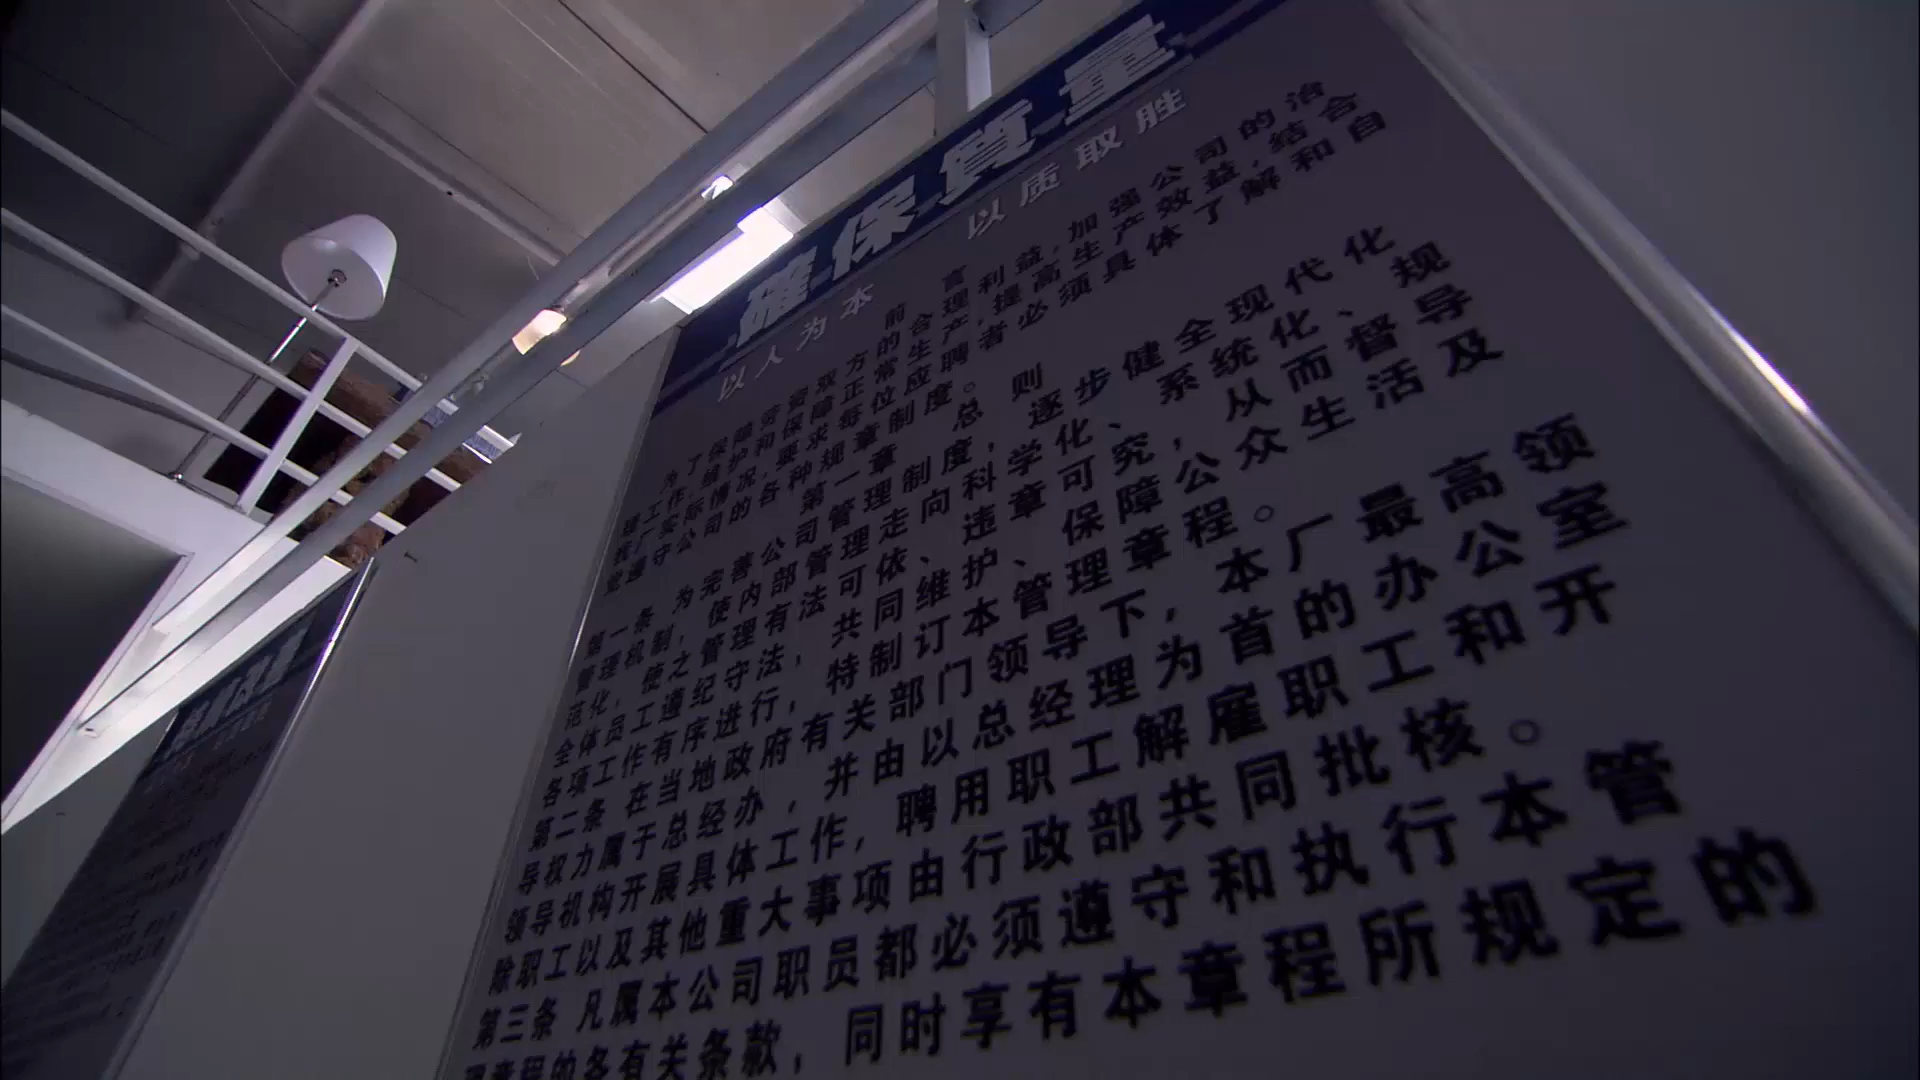 確保質量
以人为本 以质取胜
前言
为了保障劳资双方的合理利益,加强公司的治
理工作,维护和保障正常生产,提高生产效益,结合
我厂实际情况,要求每位应聘者必须具体了解和自
觉遵守公司的各种规章制度。
第一章 总则
第一条 为完善公司管理制度,逐步健全现代化
管理机制,使内部管理走向科学化、系统化、规
范化,使之管理有法可依、违章可究,从而督导
全体员工遵纪守法,共同维护、保障公众生活及
各项工作有序进行,特制订本管理章程。
第二条 在当地政府有关部门领导下,本厂最高领
导权力属于总经办,并由以总经理为首的办公室
领导机构开展具体工作,聘用职工解雇职工和开
除职工以及其他重大事项由行政部共同批核。
第三条 凡属本公司职员都必须遵守和执行本管
理章程的各有关条款,同时享有本章程所规定的